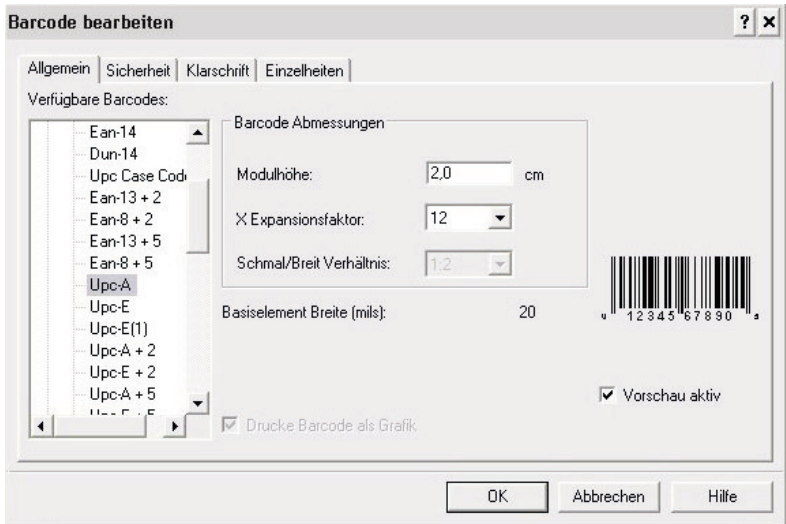 Barcode bearbeiten
Allgemein Sicherheit Klarschrift Einzelheiten
Verfügbare Barcodes:
Ean-14
Dun-14
Upc Case Code
Ean-13 + 2
Ean-8 + 2
Ean-13 + 5
Ean-8 + 5
Upc-A
Upc-E
Upc-E(1)
Upc-A + 2
Upc-E + 2
Upc-A + 5
Upc-E + 5
Barcode Abmessungen
Modulhöhe: 2,0 cm
X Expansionsfaktor: 12
Schmal/Breit Verhältnis: 1:2
Basiselement Breite (mils): 20
12345 67890
Vorschau aktiv
Drucke Barcode als Grafik
OK Abbrechen Hilfe